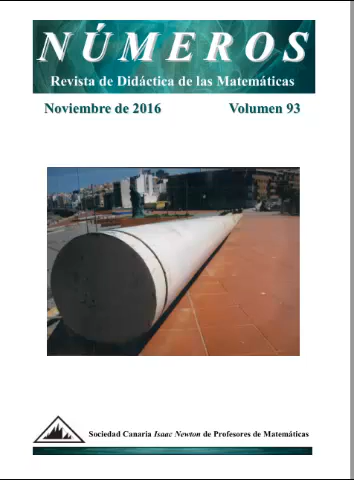 NÚMEROS
Revista de Didáctica de las Matemáticas
Noviembre de 2016 Volumen 93
Sociedad Canaria Isaac Newton de Profesores de Matemáticas